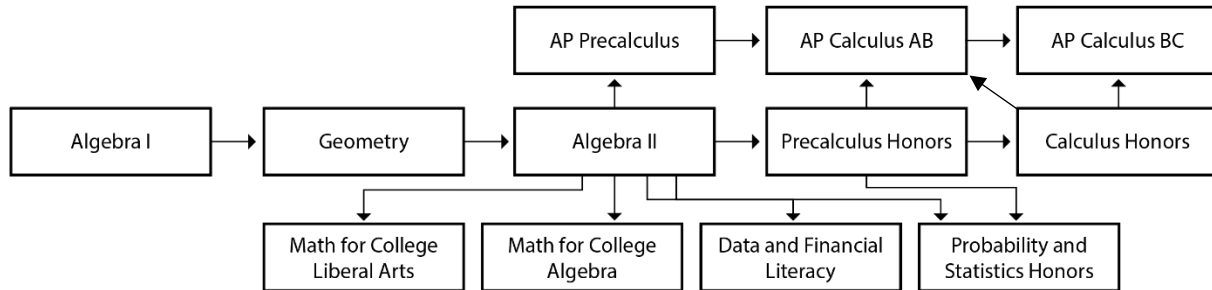 AP Precalculus
AP Calculus AB
AP Calculus BC
Algebra I
Geometry
Algebra II
Precalculus Honors
Calculus Honors
Math for College
Liberal Arts
Math for College
Algebra
Data and Financial
Literacy
Probability and
Statistics Honors